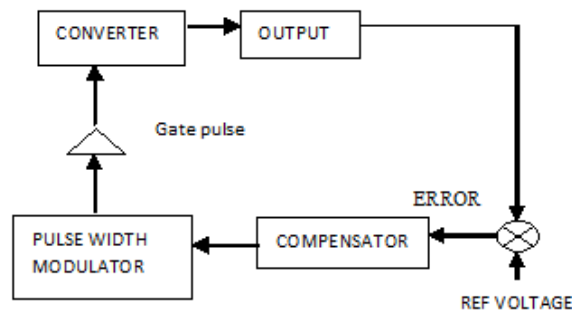 CONVERTER
OUTPUT
Gate pulse
ERROR
PULSE WIDTH
MODULATOR
COMPENSATOR
REF VOLTAGE